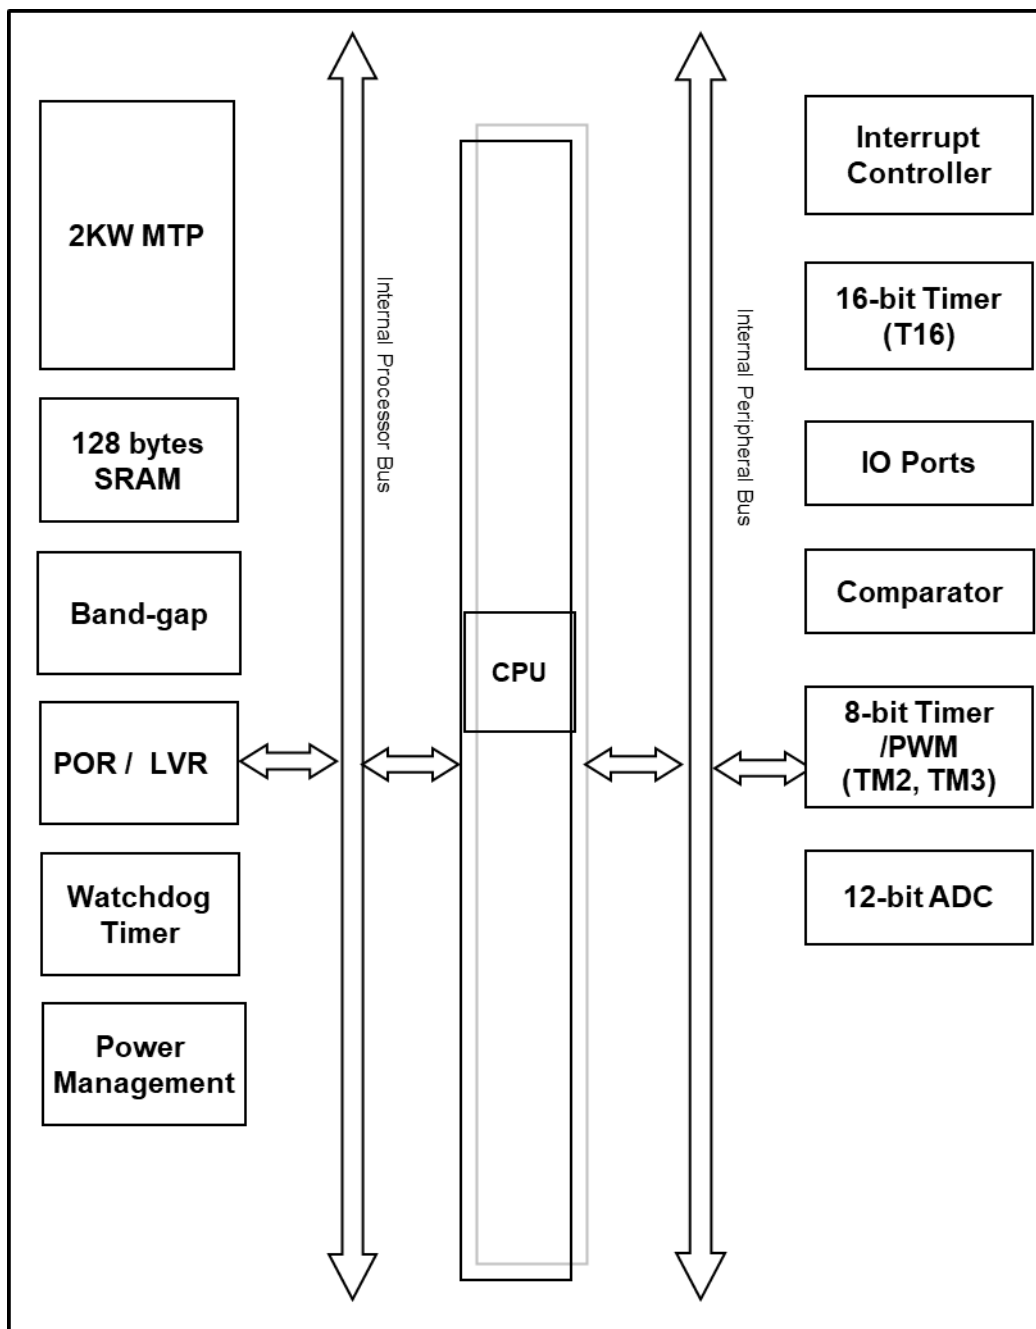 2KW MTP
128 bytes
SRAM
Band-gap
POR / LVR
Watchdog
Timer
Power
Management
Internal Processor Bus
CPU
Internal Peripheral Bus
Interrupt
Controller
16-bit Timer
(T16)
IO Ports
Comparator
8-bit Timer
/PWM
(TM2, TM3)
12-bit ADC